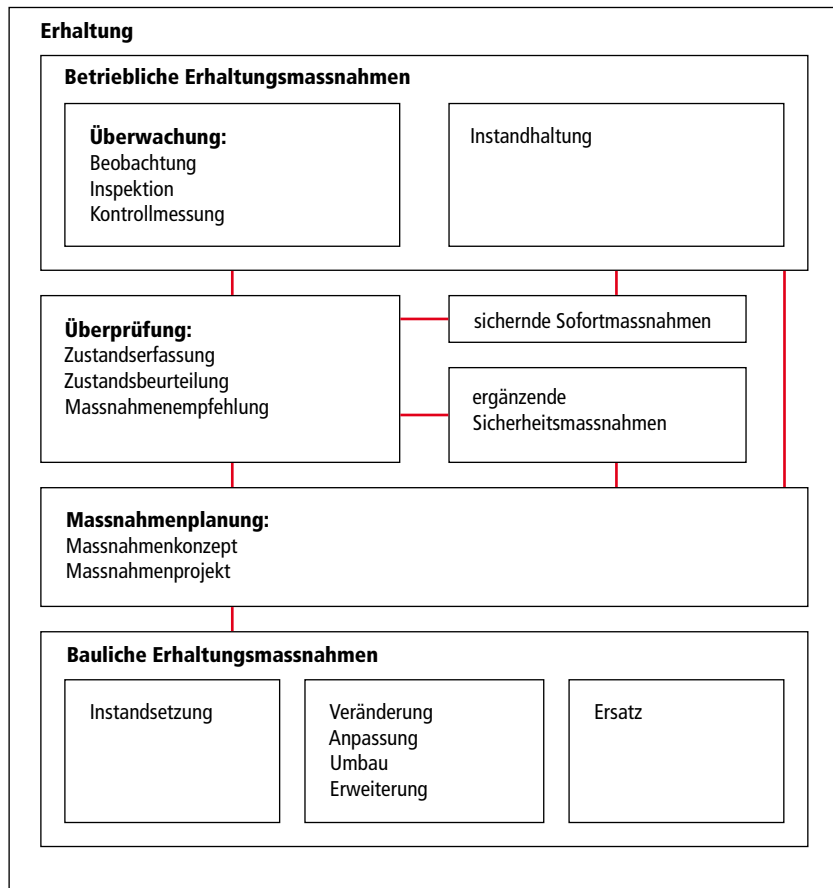 Erhaltung
Betriebliche Erhaltungsmassnahmen
Überwachung:
Beobachtung
Inspektion
Kontrollmessung
Instandhaltung
Überprüfung:
Zustandserfassung
Zustandsbeurteilung
Massnahmenempfehlung
sichernde Sofortmassnahmen
ergänzende
Sicherheitsmassnahmen
Massnahmenplanung:
Massnahmenkonzept
Massnahmenprojekt
Bauliche Erhaltungsmassnahmen
Instandsetzung
Veränderung
Anpassung
Umbau
Erweiterung
Ersatz